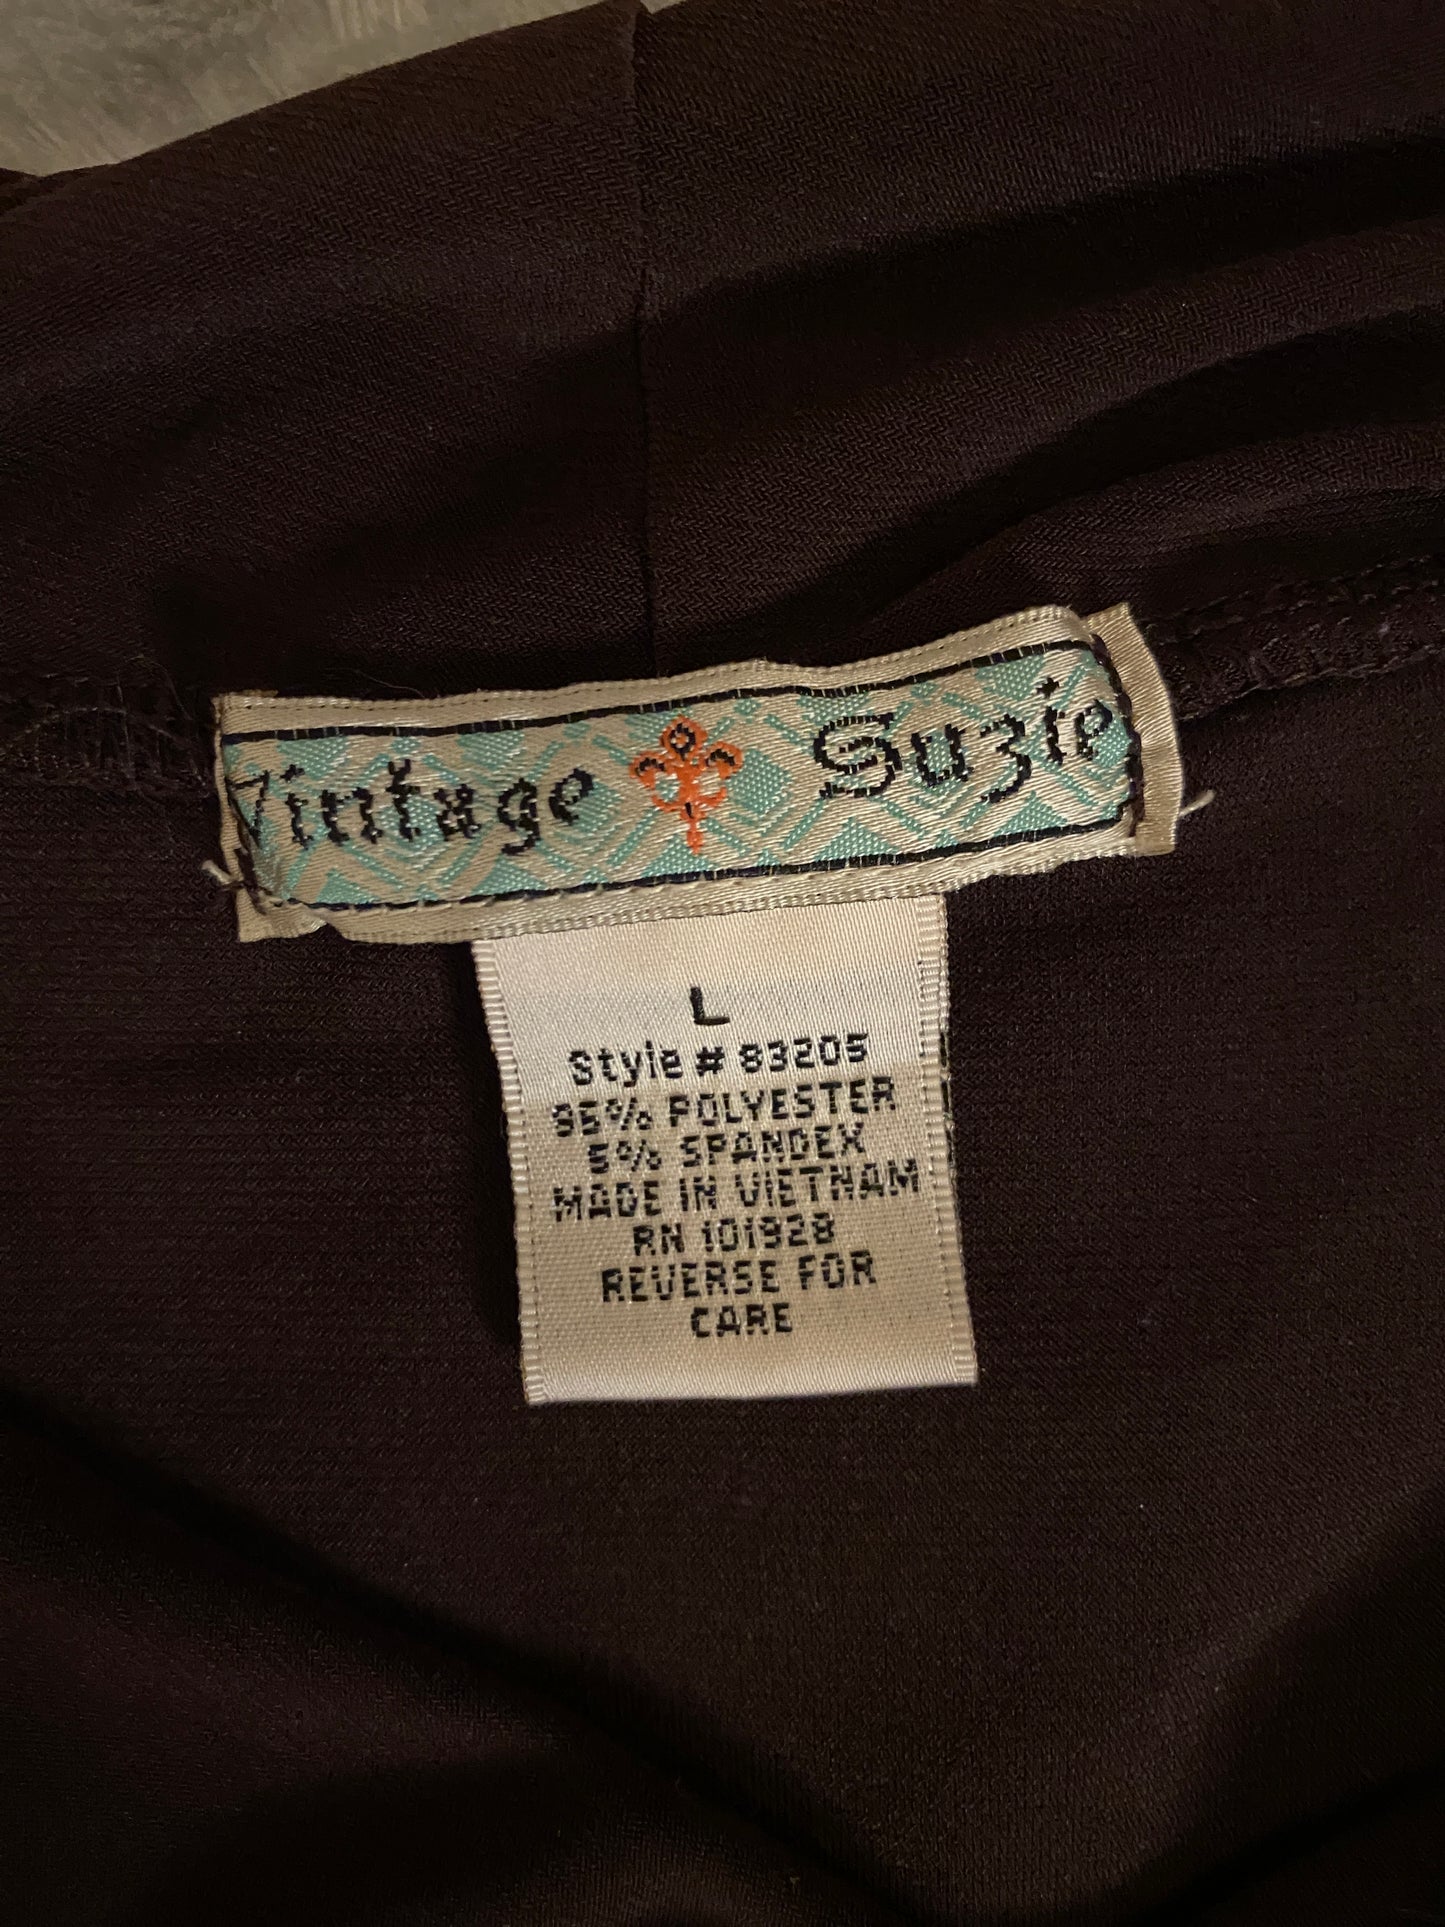 Vintage Suzie
L
Style # 83205
95% POLYESTER
5% SPANDEX
MADE IN VIETNAM
RN 101928
REVERSE FOR
CARE